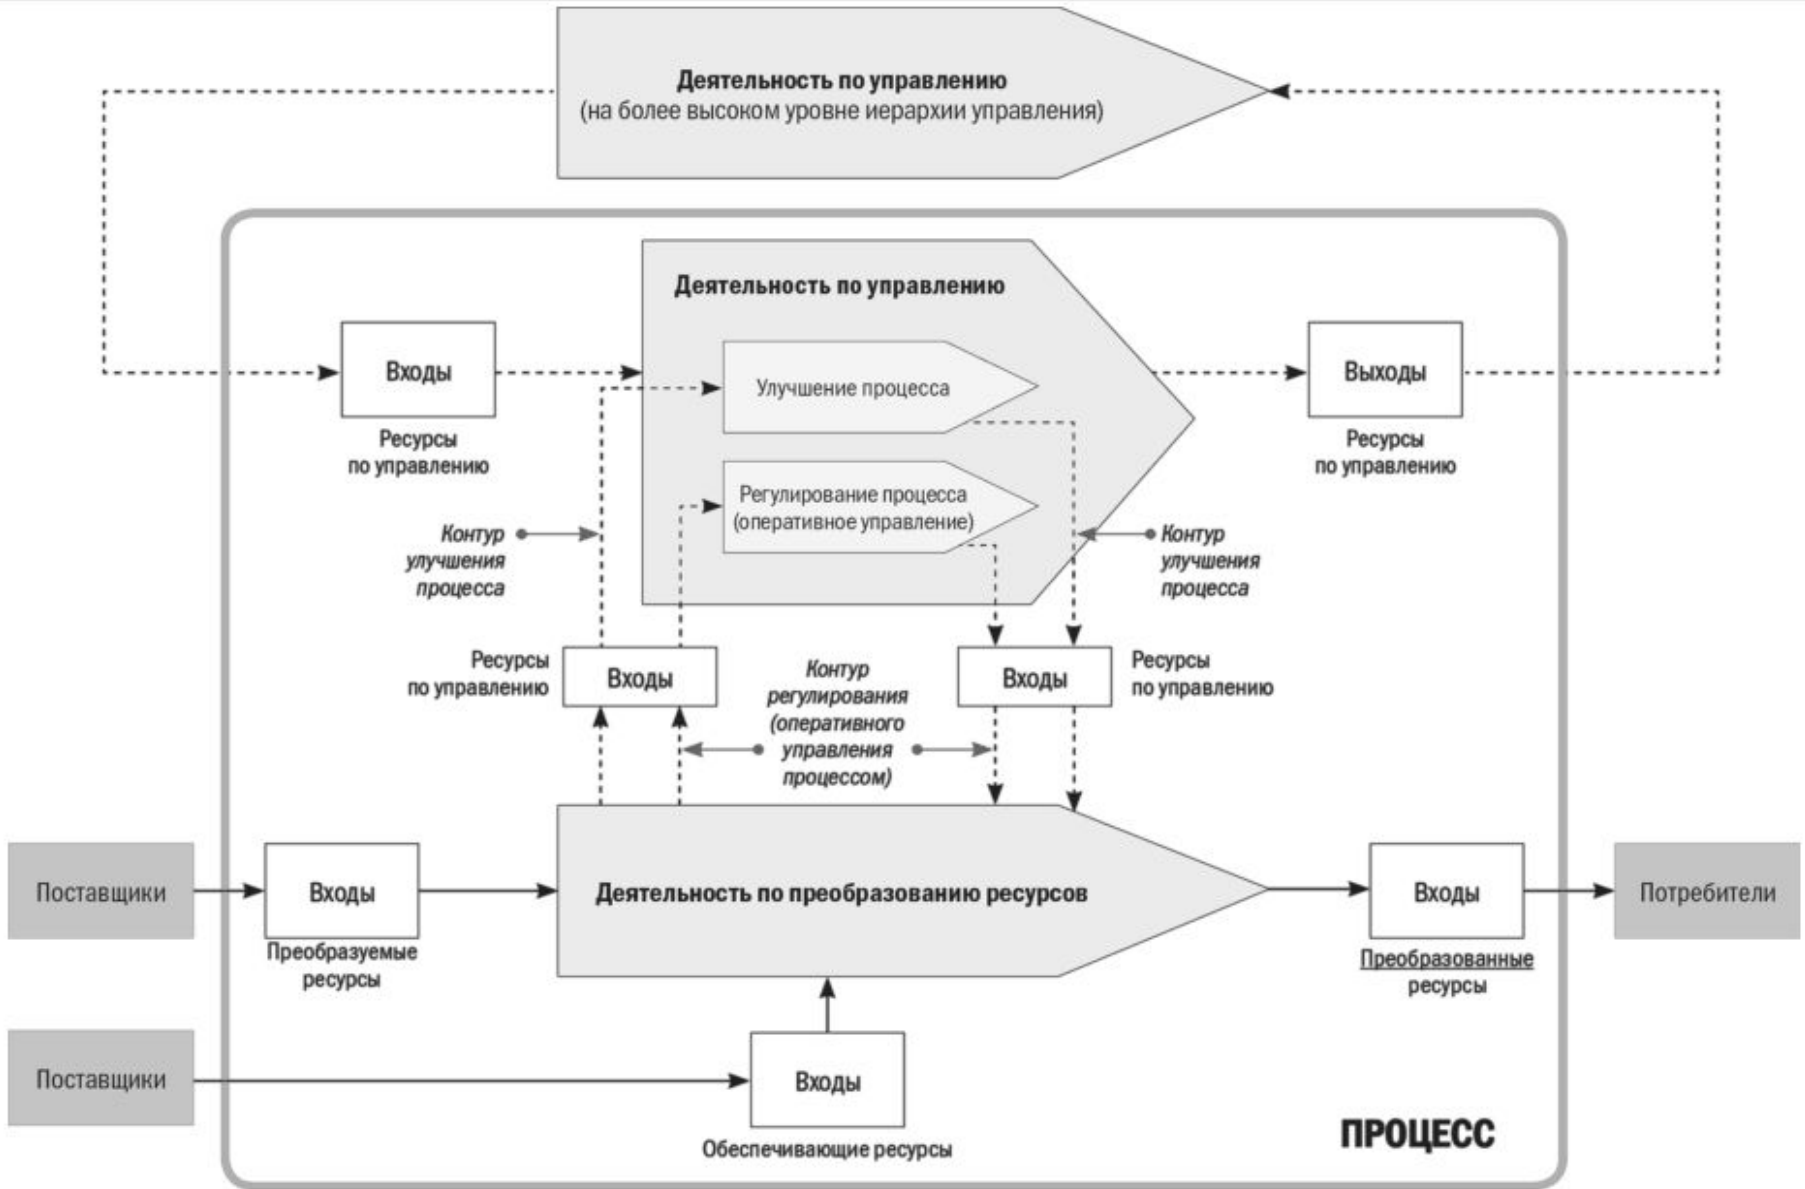 Деятельность по управлению
(на более высоком уровне иерархии управления)
Деятельность по управлению
Входы
Ресурсы
по управлению
Улучшение процесса
Выходы
Ресурсы
по управлению
Регулирование процесса
(оперативное управление)
Контур
улучшения
процесса
Контур
улучшения
процесса
Ресурсы
по управлению
Входы
Контур
регулирования
(оперативного
управления
процессом)
Входы
Ресурсы
по управлению
Поставщики
Входы
Преобразуемые
ресурсы
Деятельность по преобразованию ресурсов
Входы
Преобразованные
ресурсы
Потребители
Поставщики
Входы
Обеспечивающие ресурсы
ПРОЦЕСС